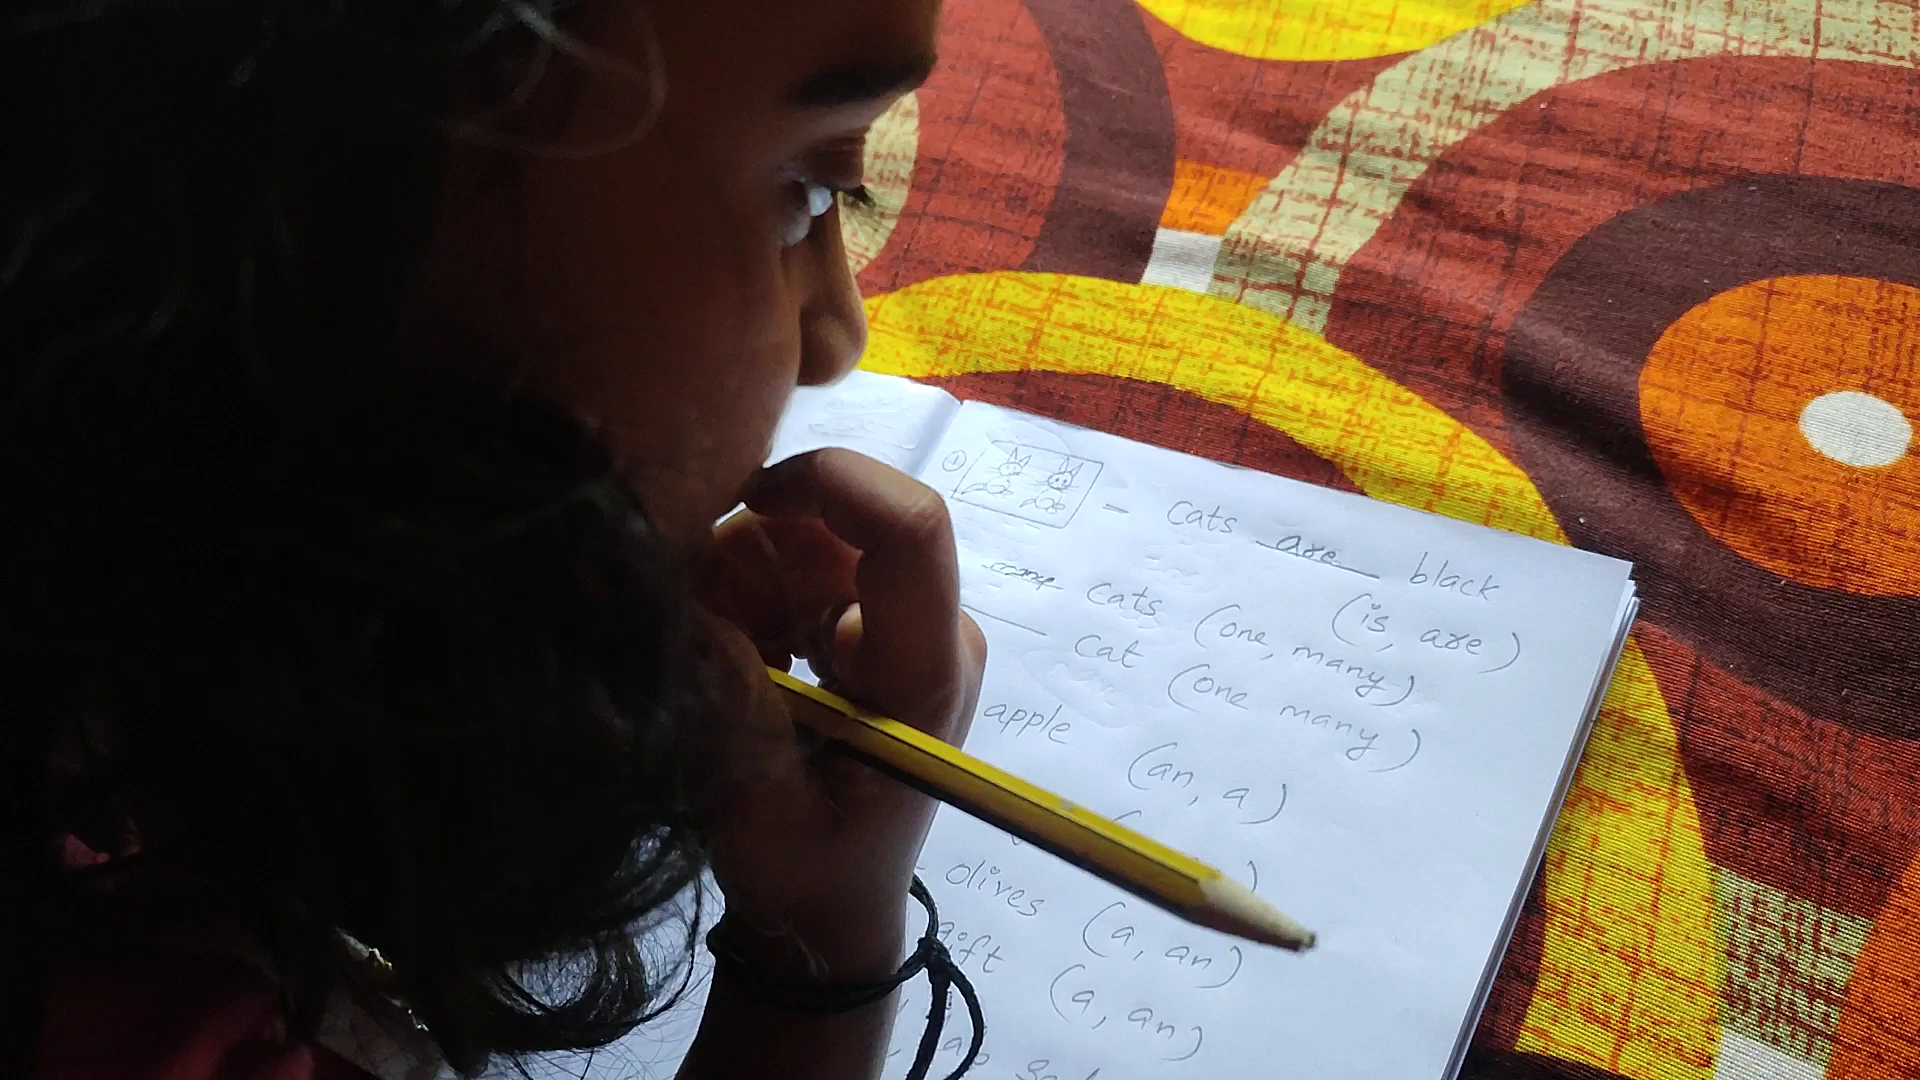 ① - Cats are black
(is, are)
many cats (one, many)
cat (one many)
apple (an, a)
olives (a, an)
gift (a, an)